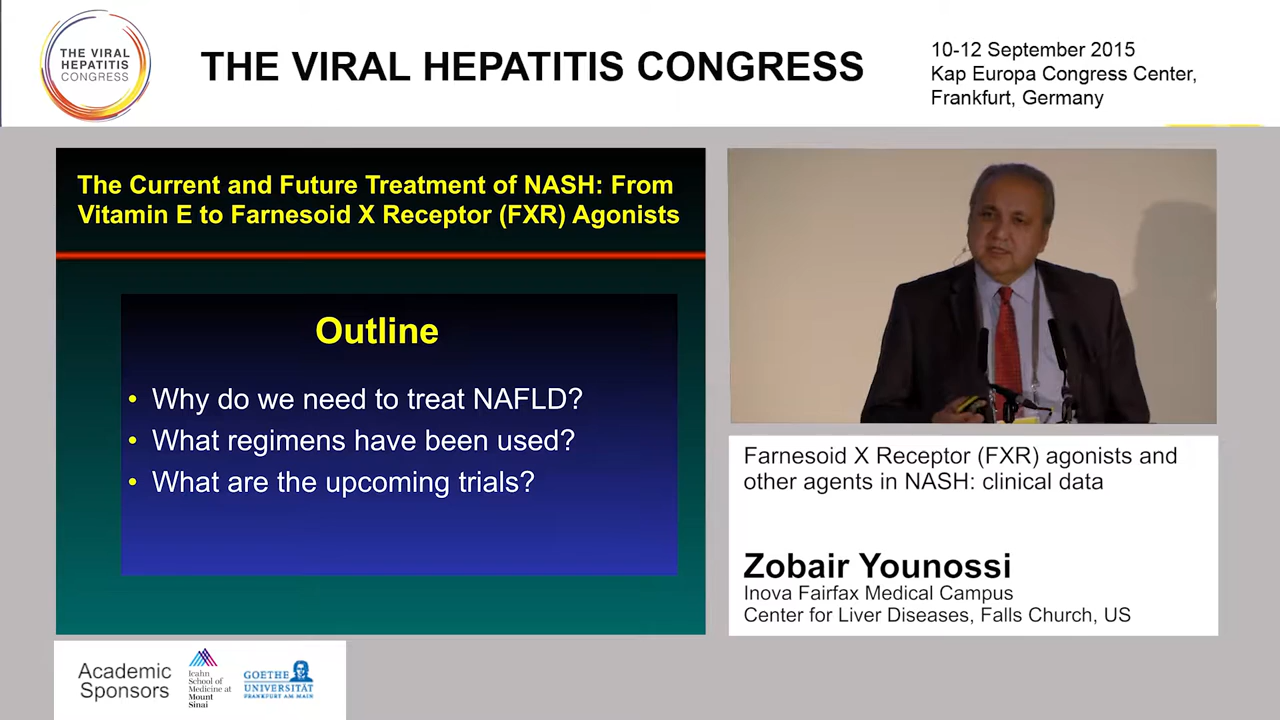 THE VIRAL
HEPATITIS
CONGRESS
THE VIRAL HEPATITIS CONGRESS
10-12 September 2015
Kap Europa Congress Center,
Frankfurt, Germany
The Current and Future Treatment of NASH: From
Vitamin E to Farnesoid X Receptor (FXR) Agonists
Outline
• Why do we need to treat NAFLD?
• What regimens have been used?
• What are the upcoming trials?
Farnesoid X Receptor (FXR) agonists and
other agents in NASH: clinical data
Zobair Younossi
Inova Fairfax Medical Campus
Center for Liver Diseases, Falls Church, US
Academic
Sponsors
Icahn
School of
Medicine at
Mount
Sinai
GOETHE
UNIVERSITÄT
FRANKFURT AM MAIN